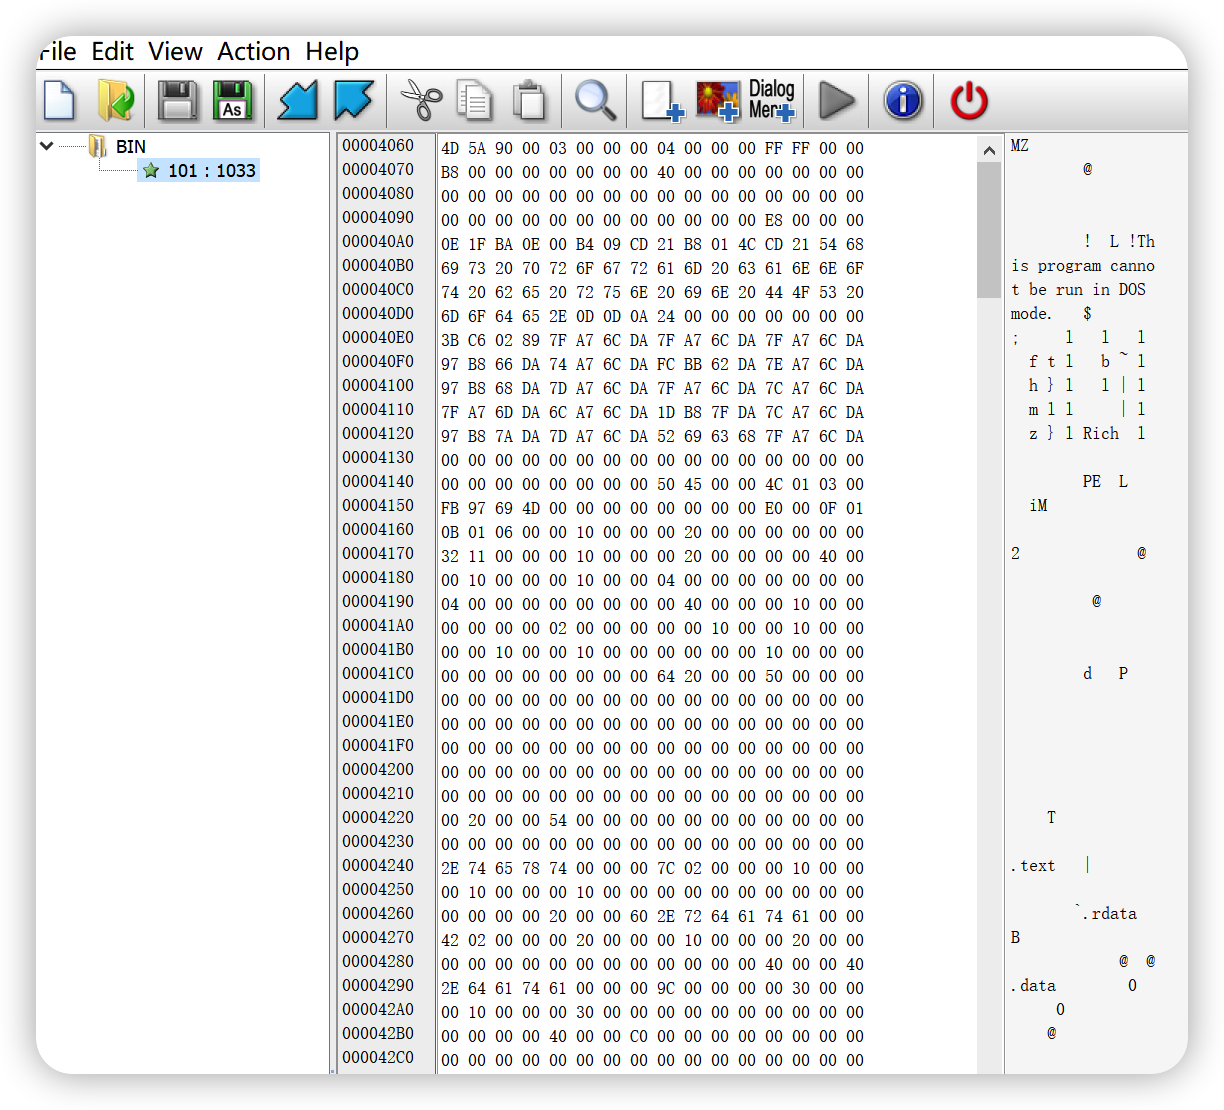 File Edit View Action Help
As
Dialog
Menu
BIN
101 : 1033
00004060 4D 5A 90 00 03 00 00 00 04 00 00 00 FF FF 00 00 MZ
00004070 B8 00 00 00 00 00 00 00 40 00 00 00 00 00 00 00 @
00004080 00 00 00 00 00 00 00 00 00 00 00 00 00 00 00 00
00004090 00 00 00 00 00 00 00 00 00 00 00 00 E8 00 00 00
000040A0 0E 1F BA 0E 00 B4 09 CD 21 B8 01 4C CD 21 54 68 ! L !Th
000040B0 69 73 20 70 72 6F 67 72 61 6D 20 63 61 6E 6E 6F is program canno
000040C0 74 20 62 65 20 72 75 6E 20 69 6E 20 44 4F 53 20 t be run in DOS
000040D0 6D 6F 64 65 2E 0D 0D 0A 24 00 00 00 00 00 00 00 mode. $
000040E0 3B C6 02 89 7F A7 6C DA 7F A7 6C DA 7F A7 6C DA ; l l l
000040F0 97 B8 66 DA 74 A7 6C DA FC BB 62 DA 7E A7 6C DA f t l b ~ l
00004100 97 B8 68 DA 7D A7 6C DA 7F A7 6C DA 7C A7 6C DA h } l l | l
00004110 7F A7 6D DA 6C A7 6C DA 1D B8 7F DA 7C A7 6C DA m l l | l
00004120 97 B8 7A DA 7D A7 6C DA 52 69 63 68 7F A7 6C DA z } l Rich l
00004130 00 00 00 00 00 00 00 00 00 00 00 00 00 00 00 00
00004140 00 00 00 00 00 00 00 00 50 45 00 00 4C 01 03 00 PE L
00004150 FB 97 69 4D 00 00 00 00 00 00 00 00 E0 00 0F 01 iM
00004160 0B 01 06 00 00 10 00 00 00 20 00 00 00 00 00 00
00004170 32 11 00 00 00 10 00 00 00 20 00 00 00 00 40 00 2 @
00004180 00 10 00 00 00 10 00 00 04 00 00 00 00 00 00 00
00004190 04 00 00 00 00 00 00 00 00 40 00 00 00 10 00 00 @
000041A0 00 00 00 00 02 00 00 00 00 00 10 00 00 10 00 00
000041B0 00 00 10 00 00 10 00 00 00 00 00 00 10 00 00 00
000041C0 00 00 00 00 00 00 00 00 64 20 00 00 50 00 00 00 d P
000041D0 00 00 00 00 00 00 00 00 00 00 00 00 00 00 00 00
000041E0 00 00 00 00 00 00 00 00 00 00 00 00 00 00 00 00
000041F0 00 00 00 00 00 00 00 00 00 00 00 00 00 00 00 00
00004200 00 00 00 00 00 00 00 00 00 00 00 00 00 00 00 00
00004210 00 00 00 00 00 00 00 00 00 00 00 00 00 00 00 00
00004220 00 20 00 00 54 00 00 00 00 00 00 00 00 00 00 00 T
00004230 00 00 00 00 00 00 00 00 00 00 00 00 00 00 00 00
00004240 2E 74 65 78 74 00 00 00 7C 02 00 00 00 10 00 00 .text |
00004250 00 10 00 00 00 10 00 00 00 00 00 00 00 00 00 00
00004260 00 00 00 00 20 00 00 60 2E 72 64 61 74 61 00 00 `.rdata
00004270 42 02 00 00 00 20 00 00 00 10 00 00 00 20 00 00 B
00004280 00 00 00 00 00 00 00 00 00 00 00 00 40 00 00 40 @ @
00004290 2E 64 61 74 61 00 00 00 9C 00 00 00 00 30 00 00 .data 0
000042A0 00 10 00 00 00 30 00 00 00 00 00 00 00 00 00 00 0
000042B0 00 00 00 00 40 00 00 C0 00 00 00 00 00 00 00 00 @
000042C0 00 00 00 00 00 00 00 00 00 00 00 00 00 00 00 00